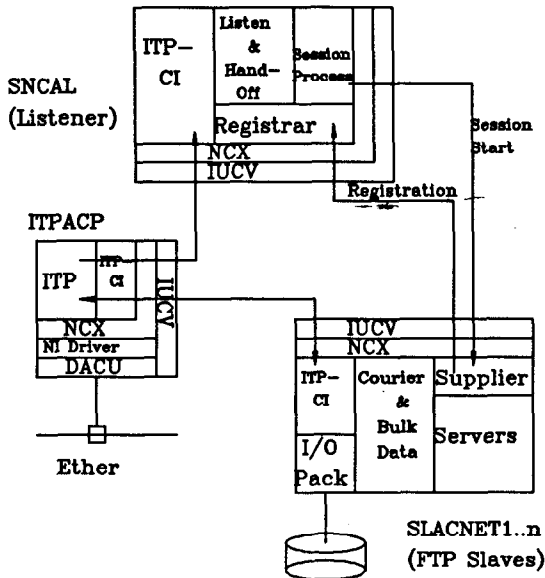 SNCAL
(Listener)
ITP-
CI
Listen
&
Hand-
Off
Session
Process
Registrar
NCX
IUCV
Session
Start
Registration
ITPACP
ITP
ITP-
CI
IUCV
NCX
NI Driver
DACU
Ether
IUCV
NCX
ITP-
CI
Courier
&
Bulk
Data
Supplier
Servers
I/O
Pack
SLACNET1..n
(FTP Slaves)